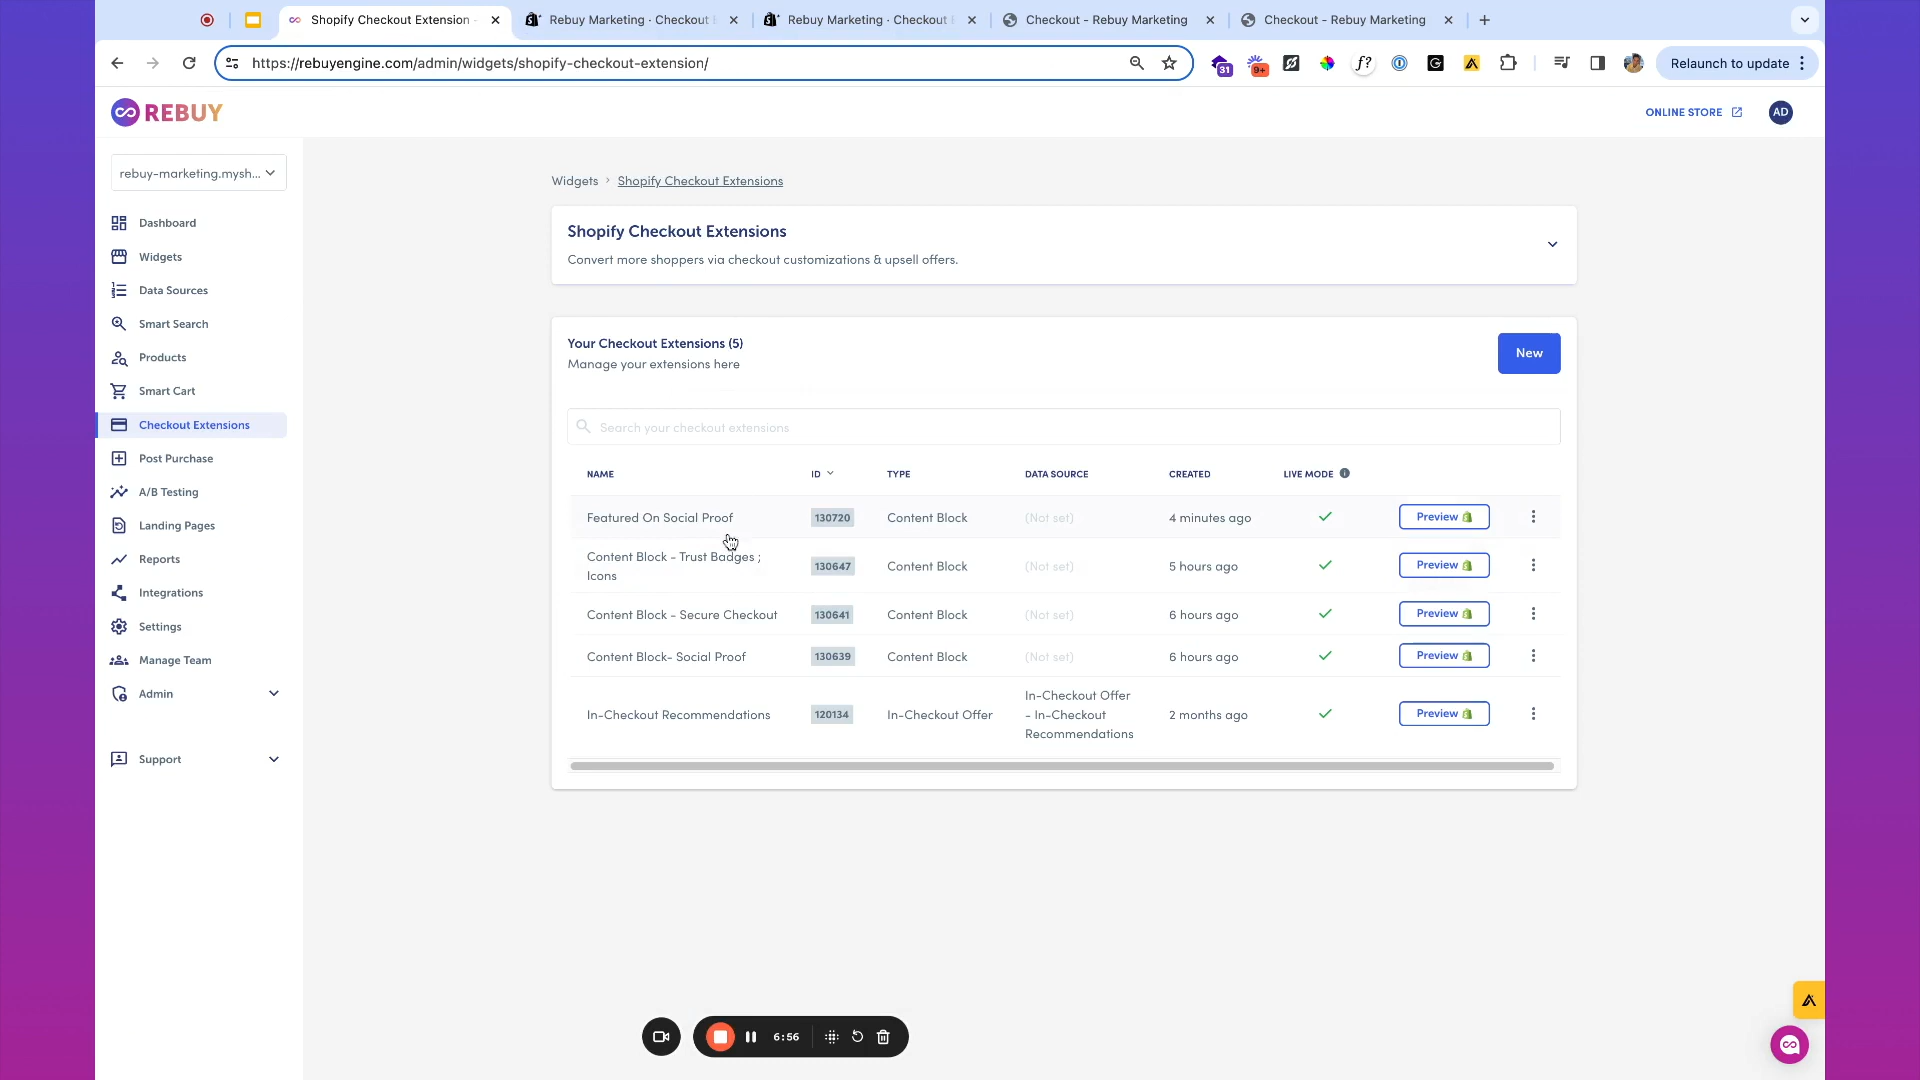 Shopify Checkout Extension -
Rebuy Marketing · Checkout E
Rebuy Marketing · Checkout E
Checkout - Rebuy Marketing
Checkout - Rebuy Marketing
https://rebuyengine.com/admin/widgets/shopify-checkout-extension/
31
9+
f?
Relaunch to update
REBUY
ONLINE STORE
AD
rebuy-marketing.mysh...
Dashboard
Widgets
Data Sources
Smart Search
Products
Smart Cart
Checkout Extensions
Post Purchase
A/B Testing
Landing Pages
Reports
Integrations
Settings
Manage Team
Admin
Support
Widgets > Shopify Checkout Extensions
Shopify Checkout Extensions
Convert more shoppers via checkout customizations & upsell offers.
Your Checkout Extensions (5)
Manage your extensions here
New
Search your checkout extensions
NAME ID TYPE DATA SOURCE CREATED LIVE MODE
Featured On Social Proof 130720 Content Block (Not set) 4 minutes ago Preview
Content Block - Trust Badges ;
Icons
130647 Content Block (Not set) 5 hours ago Preview
Content Block - Secure Checkout 130641 Content Block (Not set) 6 hours ago Preview
Content Block- Social Proof 130639 Content Block (Not set) 6 hours ago Preview
In-Checkout Recommendations 120134 In-Checkout Offer
In-Checkout Offer
- In-Checkout
Recommendations
2 months ago Preview
6:56